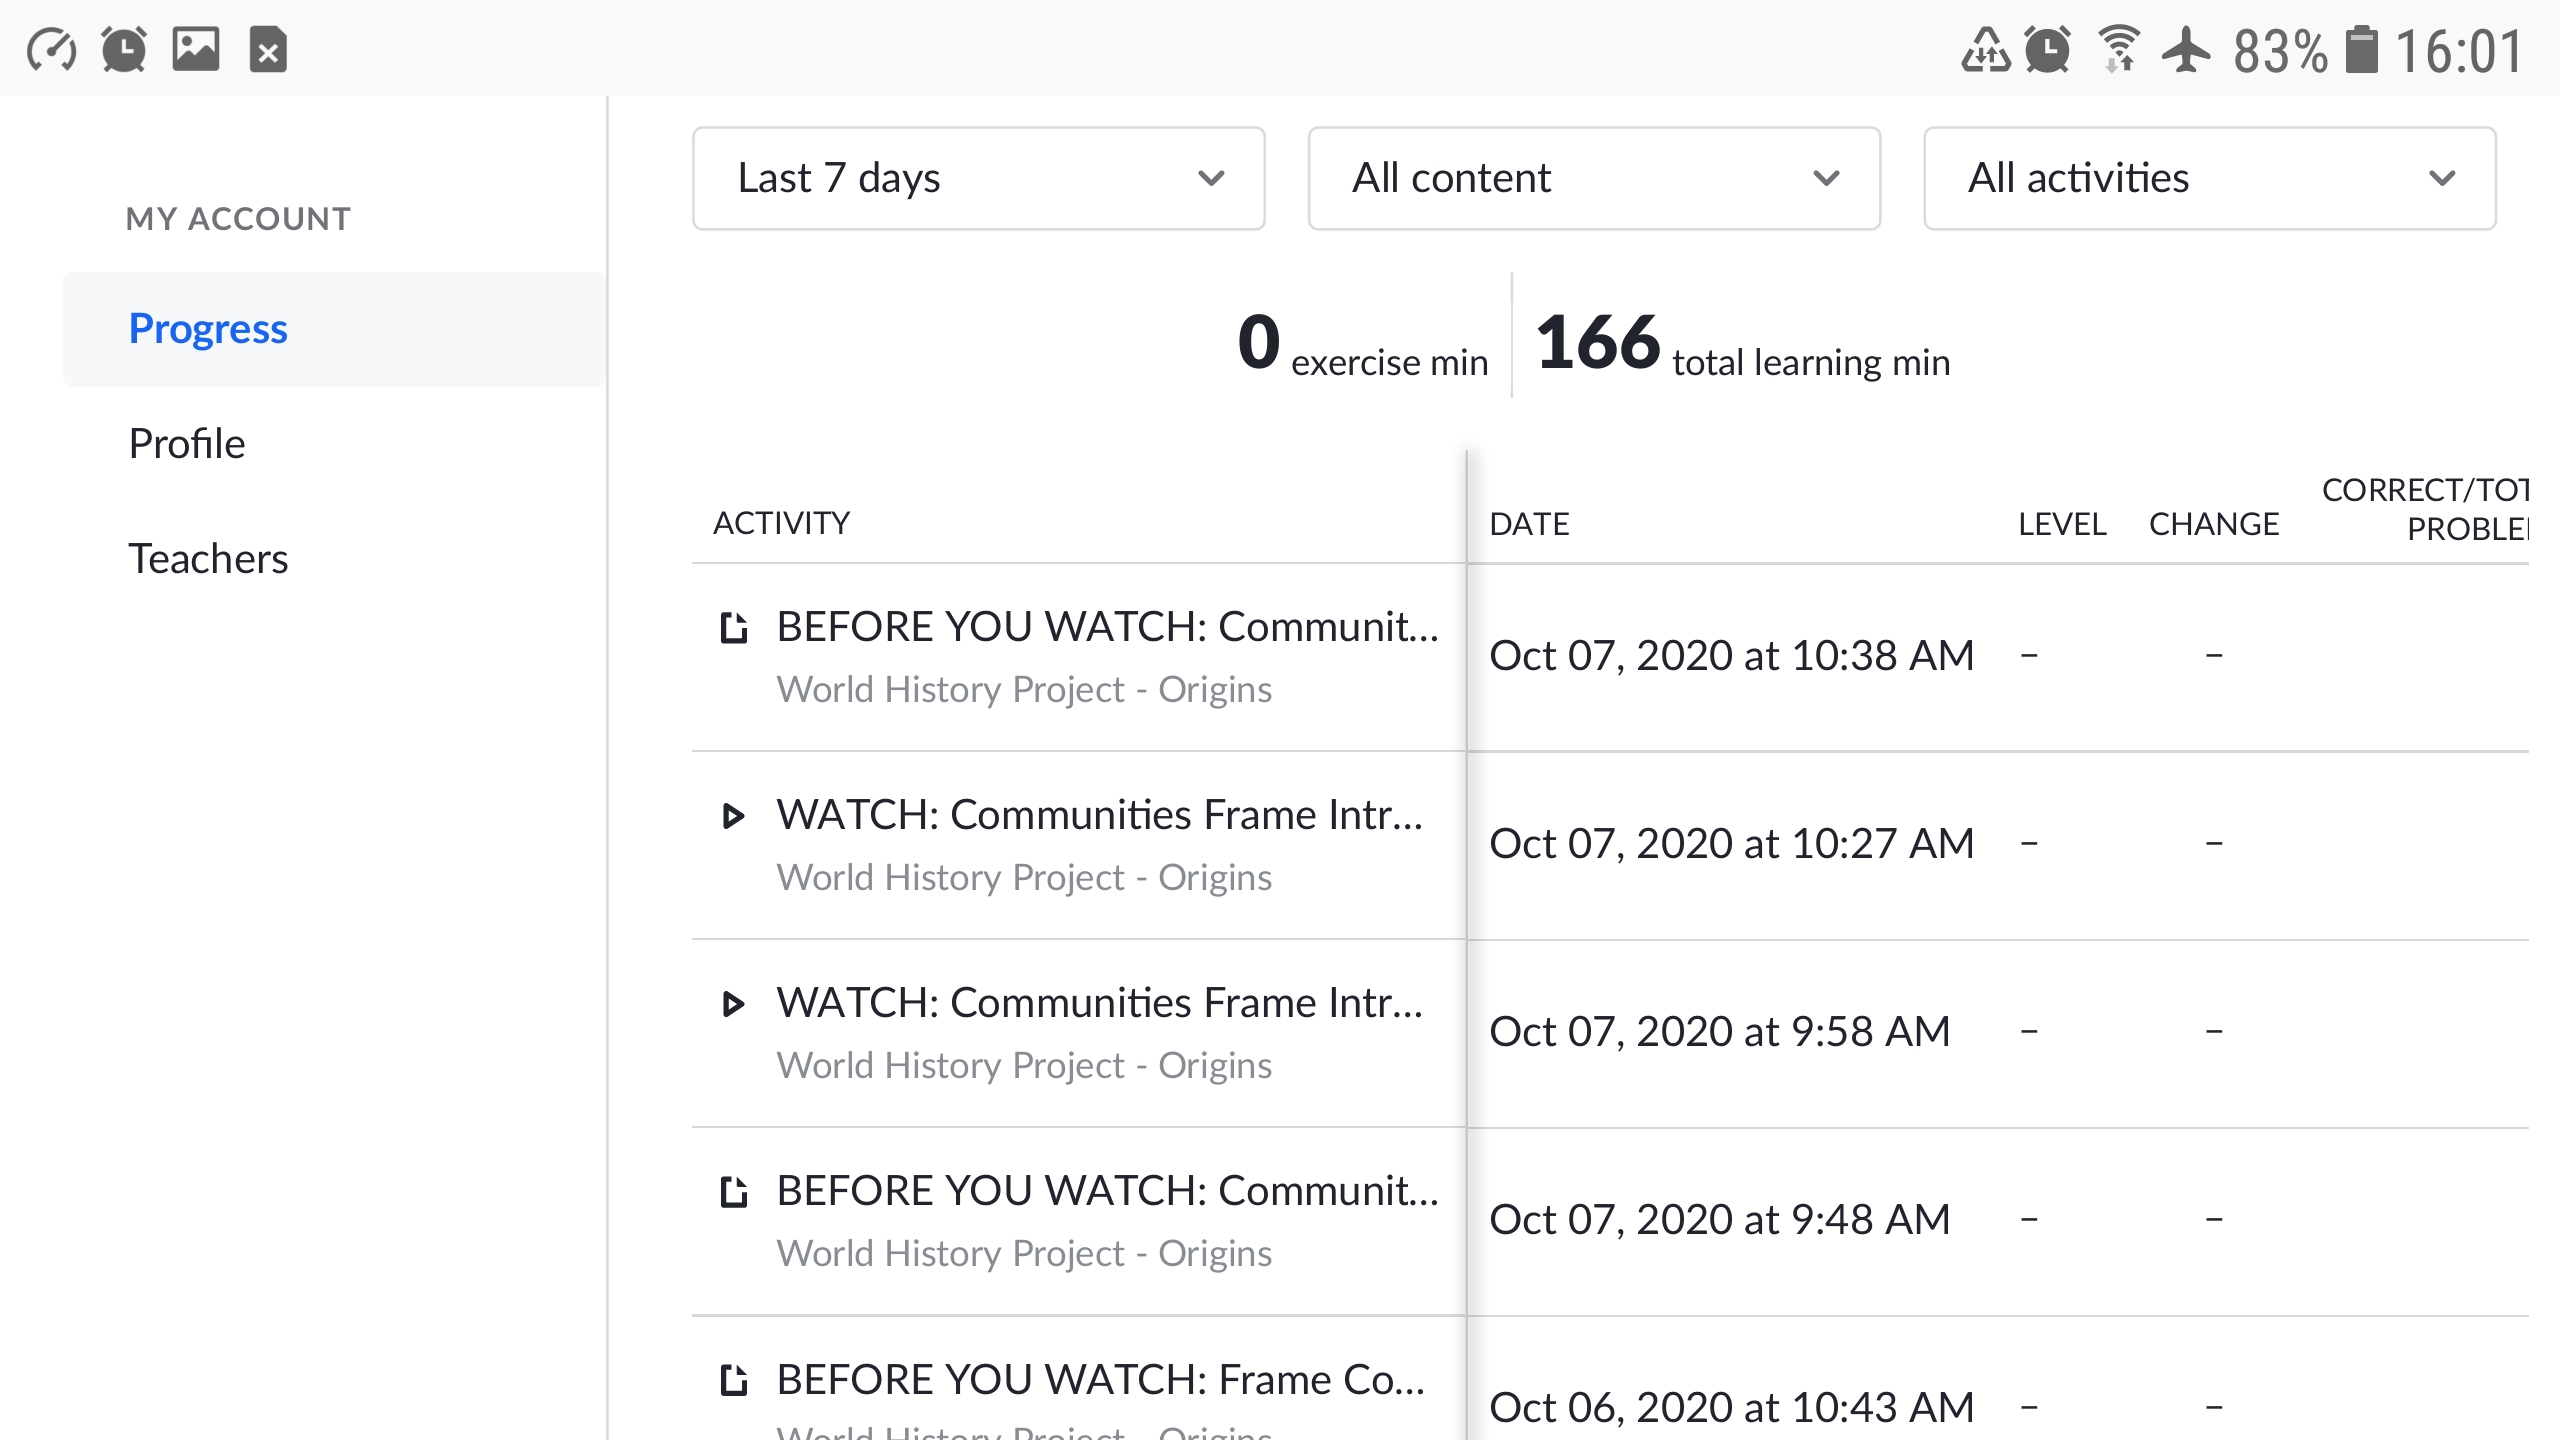 83% 16:01
Last 7 days
All content
All activities
MY ACCOUNT
Progress
Profile
Teachers
0 exercise min
166 total learning min
ACTIVITY
DATE
LEVEL
CHANGE
CORRECT/TOT
PROBLE
BEFORE YOU WATCH: Communit...
World History Project - Origins
Oct 07, 2020 at 10:38 AM
–
–
WATCH: Communities Frame Intr...
World History Project - Origins
Oct 07, 2020 at 10:27 AM
–
–
WATCH: Communities Frame Intr...
World History Project - Origins
Oct 07, 2020 at 9:58 AM
–
–
BEFORE YOU WATCH: Communit...
World History Project - Origins
Oct 07, 2020 at 9:48 AM
–
–
BEFORE YOU WATCH: Frame Co...
World History Project - Origins
Oct 06, 2020 at 10:43 AM
–
–